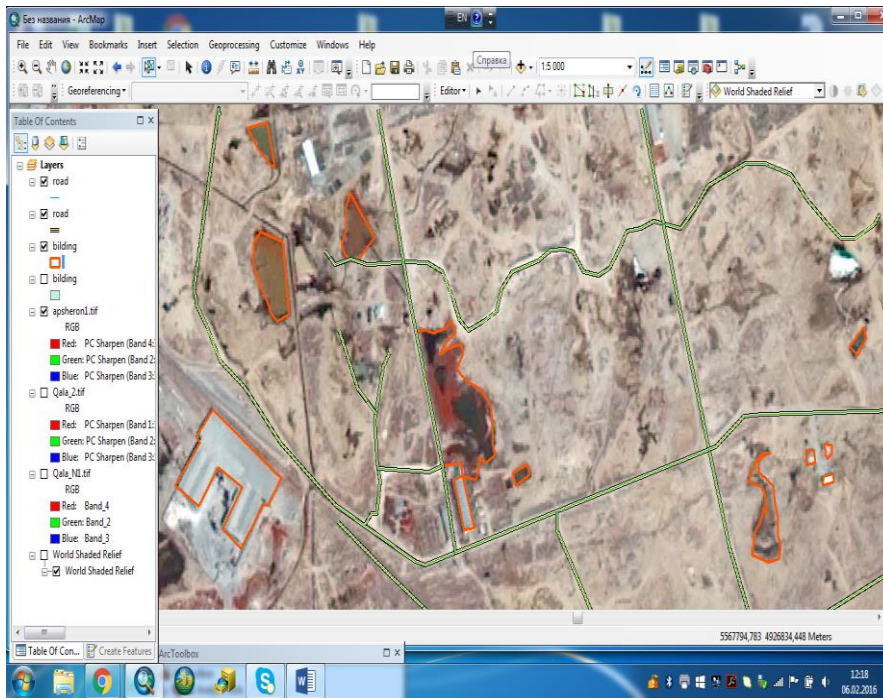 Без названия - ArcMap
EN
File Edit View Bookmarks Insert Selection Geoprocessing Customize Windows Help
Справка
1:5 000
Georeferencing
Editor
World Shaded Relief
Table Of Contents
Layers
road
road
bilding
bilding
apsheron1.tif
RGB
Red: PC Sharpen (Band 4:
Green: PC Sharpen (Band 2:
Blue: PC Sharpen (Band 3:
Qala_2.tif
RGB
Red: PC Sharpen (Band 1:
Green: PC Sharpen (Band 2:
Blue: PC Sharpen (Band 3:
Qala_N1.tif
RGB
Red: Band_4
Green: Band_2
Blue: Band_3
World Shaded Relief
World Shaded Relief
5567794,783 4926834,448 Meters
Table Of Con... Create Features
ArcToolbox
12:18
06.02.2016